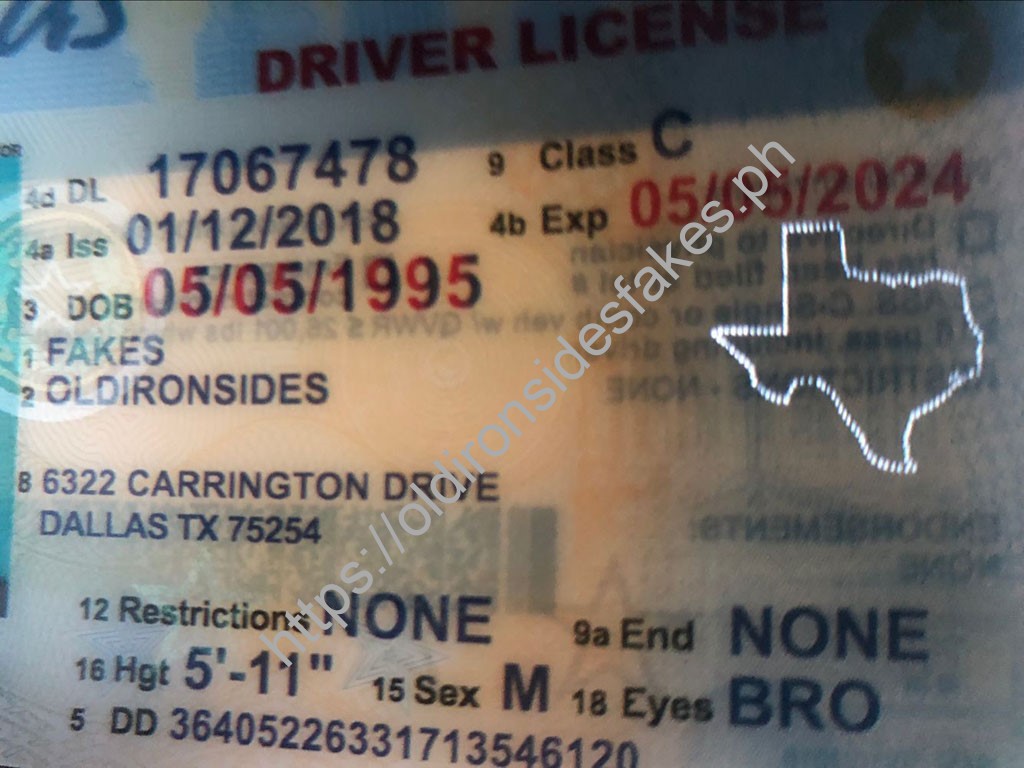 DRIVER LICENSE
4d DL 17067478 9 Class C
4a Iss 01/12/2018 4b Exp 05/05/2024
3 DOB 05/05/1995
1 FAKES
2 OLDIRONSIDES
8 6322 CARRINGTON DRIVE
DALLAS TX 75254
12 Restrictions NONE 9a End NONE
16 Hgt 5'-11" 15 Sex M 18 Eyes BRO
5 DD 36405226331713546120
https://oldironsidesfakes.ph
ENDORSEMENTS:
NONE